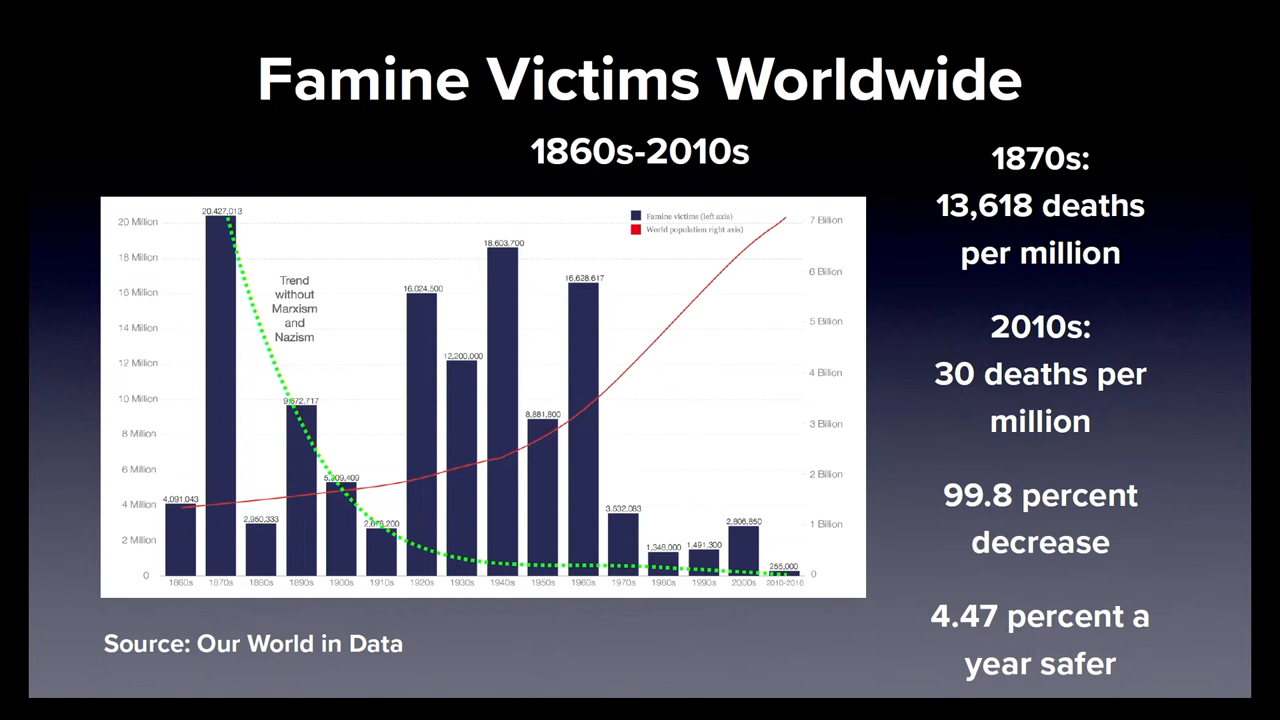 Famine Victims Worldwide
1860s-2010s
20 Million
18 Million
16 Million
14 Million
12 Million
10 Million
8 Million
6 Million
4 Million
2 Million
0
4,091,043
20,427,013
2,950,333
9,672,717
5,309,409
16,024,500
12,200,000
18,603,700
8,881,800
16,628,617
3,532,083
1,348,000
1,491,300
2,806,850
255,000
Trend
without
Marxism
and
Nazism
Famine victims (left axis)
World population right axis)
7 Billion
6 Billion
5 Billion
4 Billion
3 Billion
2 Billion
1 Billion
0
1860s 1870s 1880s 1890s 1900s 1910s 1920s 1930s 1940s 1950s 1960s 1970s 1980s 1990s 2000s 2010-2016
Source: Our World in Data
1870s:
13,618 deaths
per million
2010s:
30 deaths per
million
99.8 percent
decrease
4.47 percent a
year safer